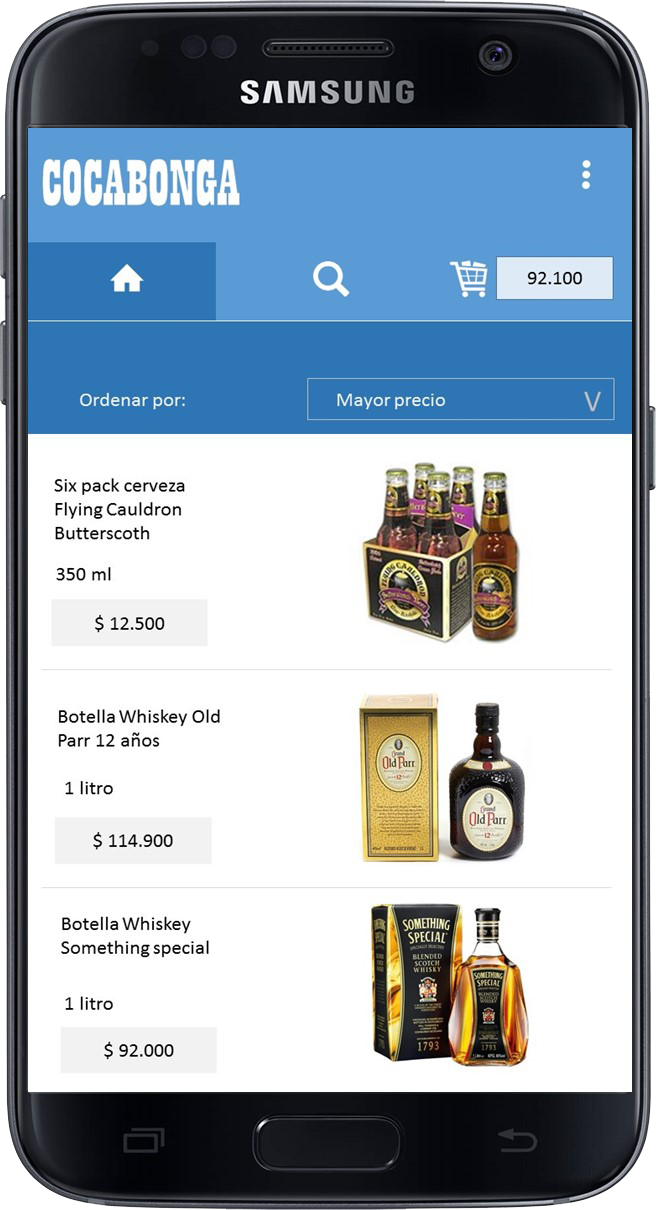 SAMSUNG
COCABONGA
92.100
Ordenar por:
Mayor precio
V
Six pack cerveza
Flying Cauldron
Butterscoth
350 ml
$ 12.500
FLYING CAULDRON
Botella Whiskey Old
Parr 12 años
1 litro
$ 114.900
Grand
Old Parr
12
Grand
Old Parr
12
Botella Whiskey
Something special
1 litro
$ 92.000
SOMETHING
SPECIAL
BLENDED
SCOTCH
WHISKY
1793
SOMETHING
SPECIAL
1793